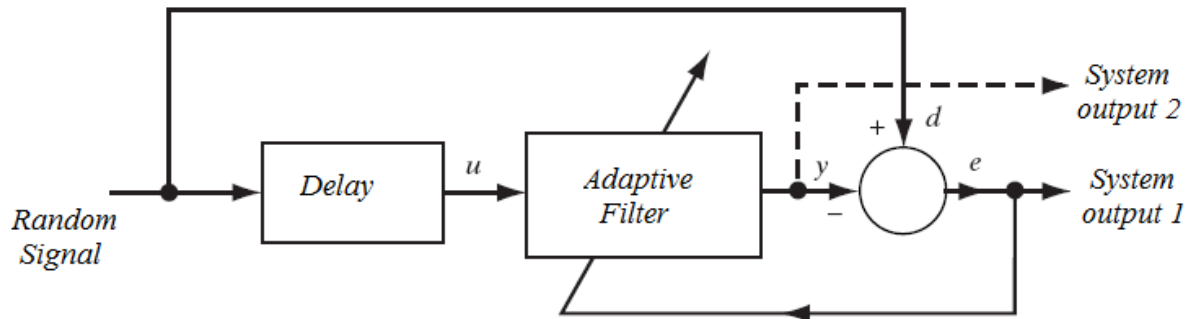 System
output 2
+
d
Delay
u
Adaptive
Filter
y
−
e
System
output 1
Random
Signal